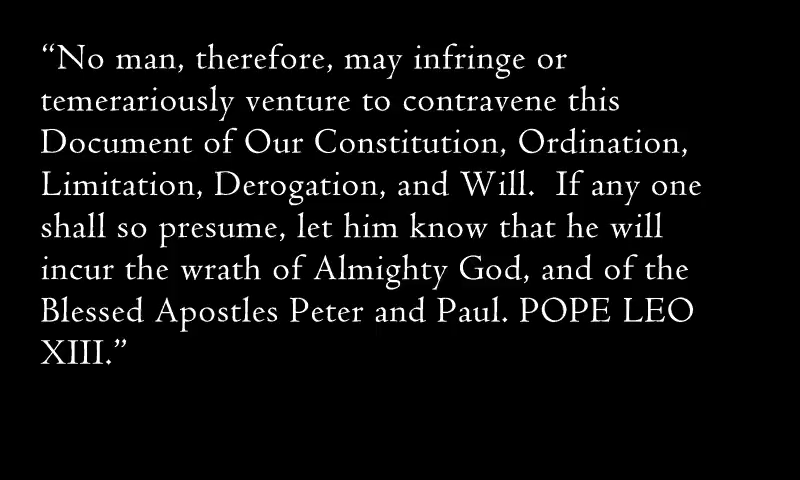 “No man, therefore, may infringe or
temerariously venture to contravene this
Document of Our Constitution, Ordination,
Limitation, Derogation, and Will.  If any one
shall so presume, let him know that he will
incur the wrath of Almighty God, and of the
Blessed Apostles Peter and Paul. POPE LEO
XIII.”